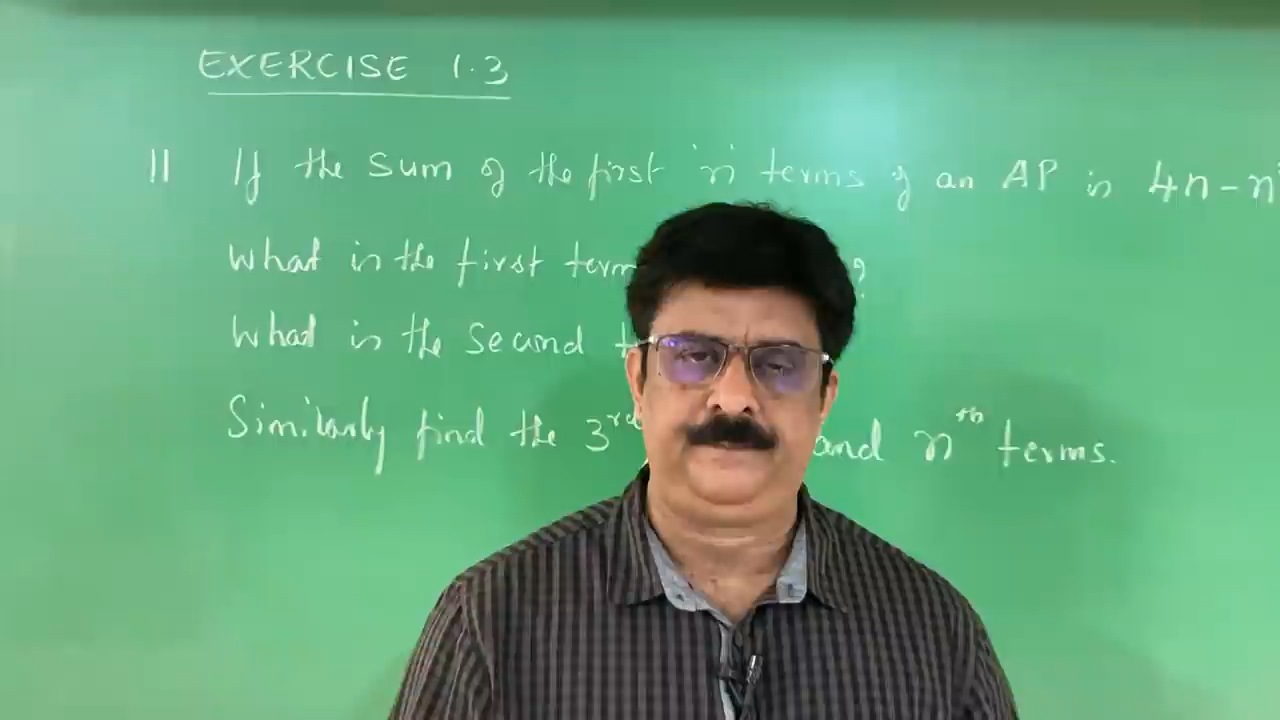 EXERCISE 1.3
11 If the sum of the first 'n' terms of an AP is 4n - n²
What is the first term ?
What is the second
Similarly find the 3rd and nth terms.